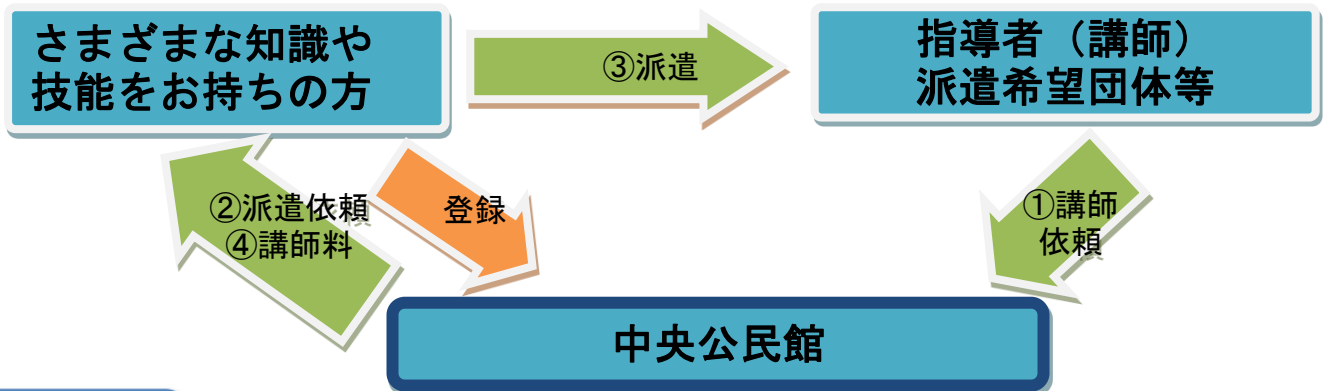 さまざまな知識や
技能をお持ちの方
③派遣
指導者（講師）
派遣希望団体等
②派遣依頼
④講師料
登録
①講師
依頼
中央公民館